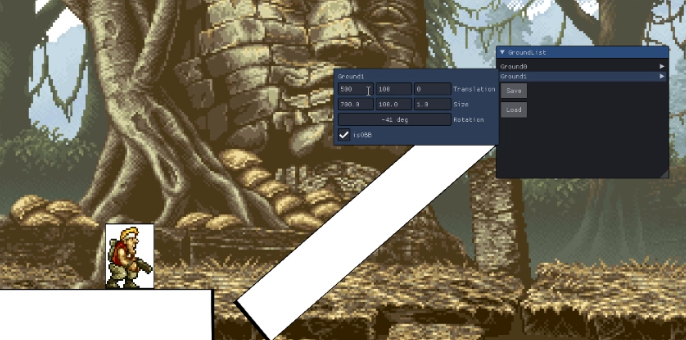 GroundList
Ground0
Ground1
Save
Load
Ground1
500 100 0 Translation
700.0 100.0 1.0 Size
-41 deg Rotation
isOBB